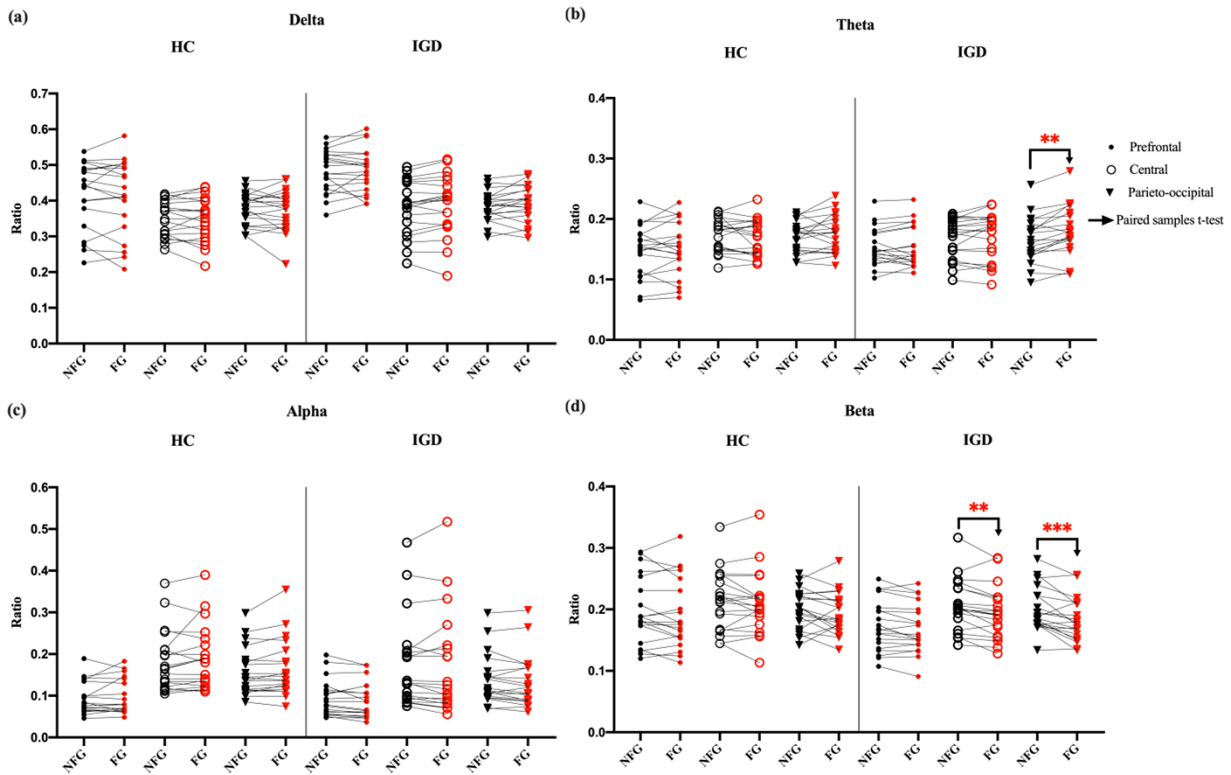 (a)
Delta
HC
IGD
Ratio
0.7
0.6
0.5
0.4
0.3
0.2
0.1
0.0
NFG FG NFG FG NFG FG NFG FG NFG FG NFG FG
(b)
Theta
HC
IGD
Ratio
0.4
0.3
0.2
0.1
0.0
**
NFG FG NFG FG NFG FG NFG FG NFG FG NFG FG
Prefrontal
Central
Parieto-occipital
Paired samples t-test
(c)
Alpha
HC
IGD
Ratio
0.6
0.5
0.4
0.3
0.2
0.1
0.0
NFG FG NFG FG NFG FG NFG FG NFG FG NFG FG
(d)
Beta
HC
IGD
Ratio
0.4
0.3
0.2
0.1
0.0
**
***
NFG FG NFG FG NFG FG NFG FG NFG FG NFG FG